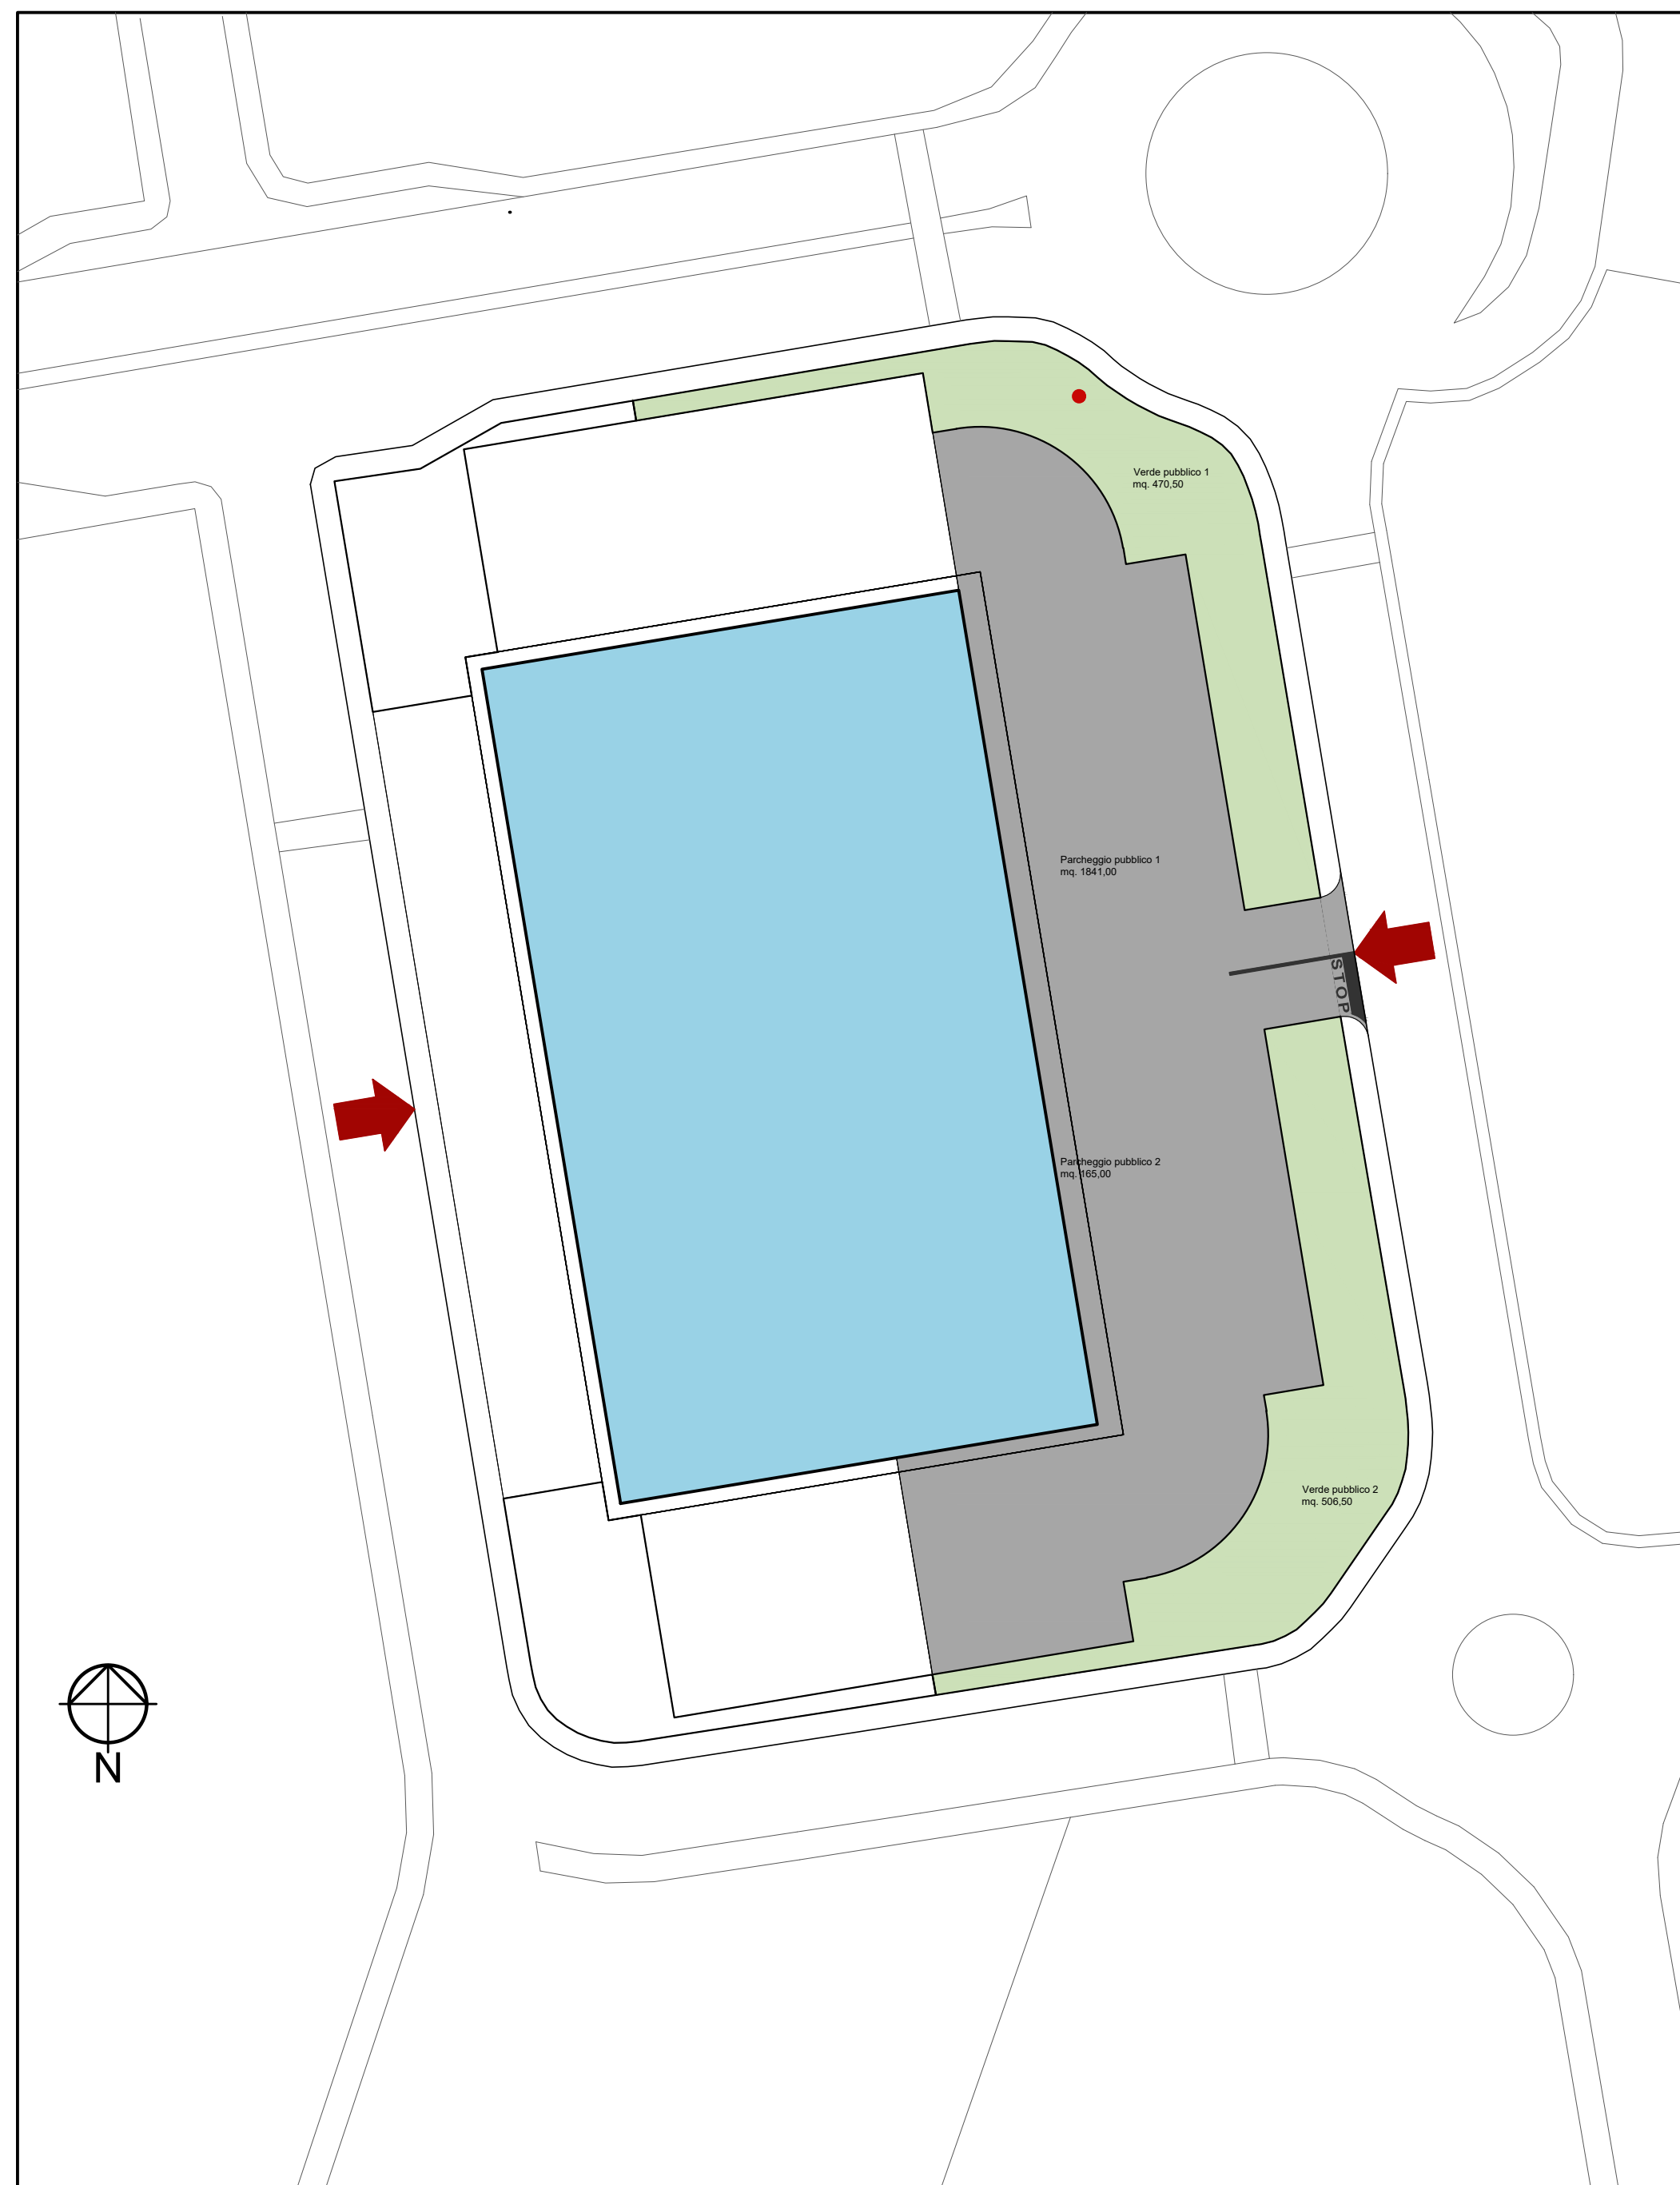 Verde pubblico 1
mq. 470,50
Parcheggio pubblico 1
mq. 1841,00
STOP
Parcheggio pubblico 2
mq. 165,00
Verde pubblico 2
mq. 506,50
N